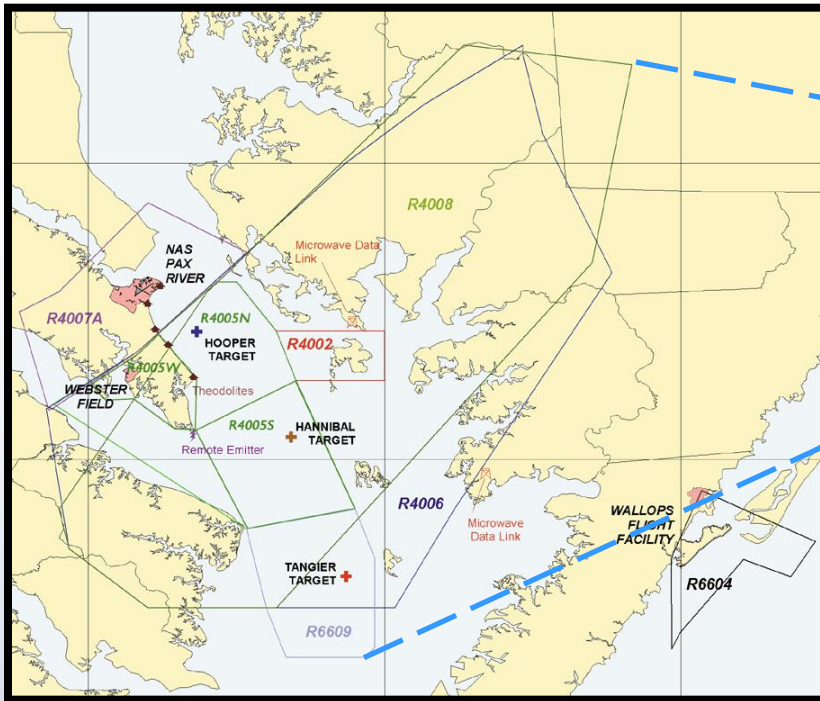 R4008
NAS
PAX
RIVER
Microwave Data
Link
R4007A
R4005N
HOOPER
TARGET
R4002
R4005W
WEBSTER
FIELD
Theodolites
R4005S
HANNIBAL
TARGET
Remote Emitter
R4006
Microwave
Data Link
WALLOPS
FLIGHT
FACILITY
TANGIER
TARGET
R6604
R6609